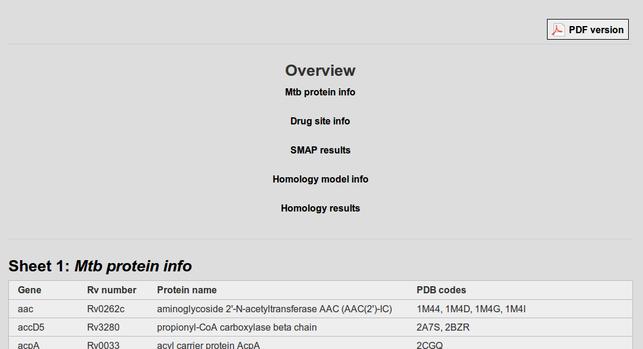 PDF version
Overview
Mtb protein info
Drug site info
SMAP results
Homology model info
Homology results
Sheet 1: Mtb protein info
Gene Rv number Protein name PDB codes
aac Rv0262c aminoglycoside 2'-N-acetyltransferase AAC (AAC(2')-IC) 1M44, 1M4D, 1M4G, 1M4I
accD5 Rv3280 propionyl-CoA carboxylase beta chain 2A7S, 2BZR
acpA Rv0033 acyl carrier protein AcpA 2CGQ